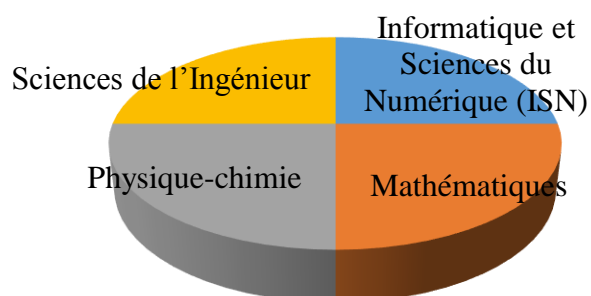 Informatique et
Sciences du
Numérique (ISN)
Sciences de l'Ingénieur
Physique-chimie
Mathématiques